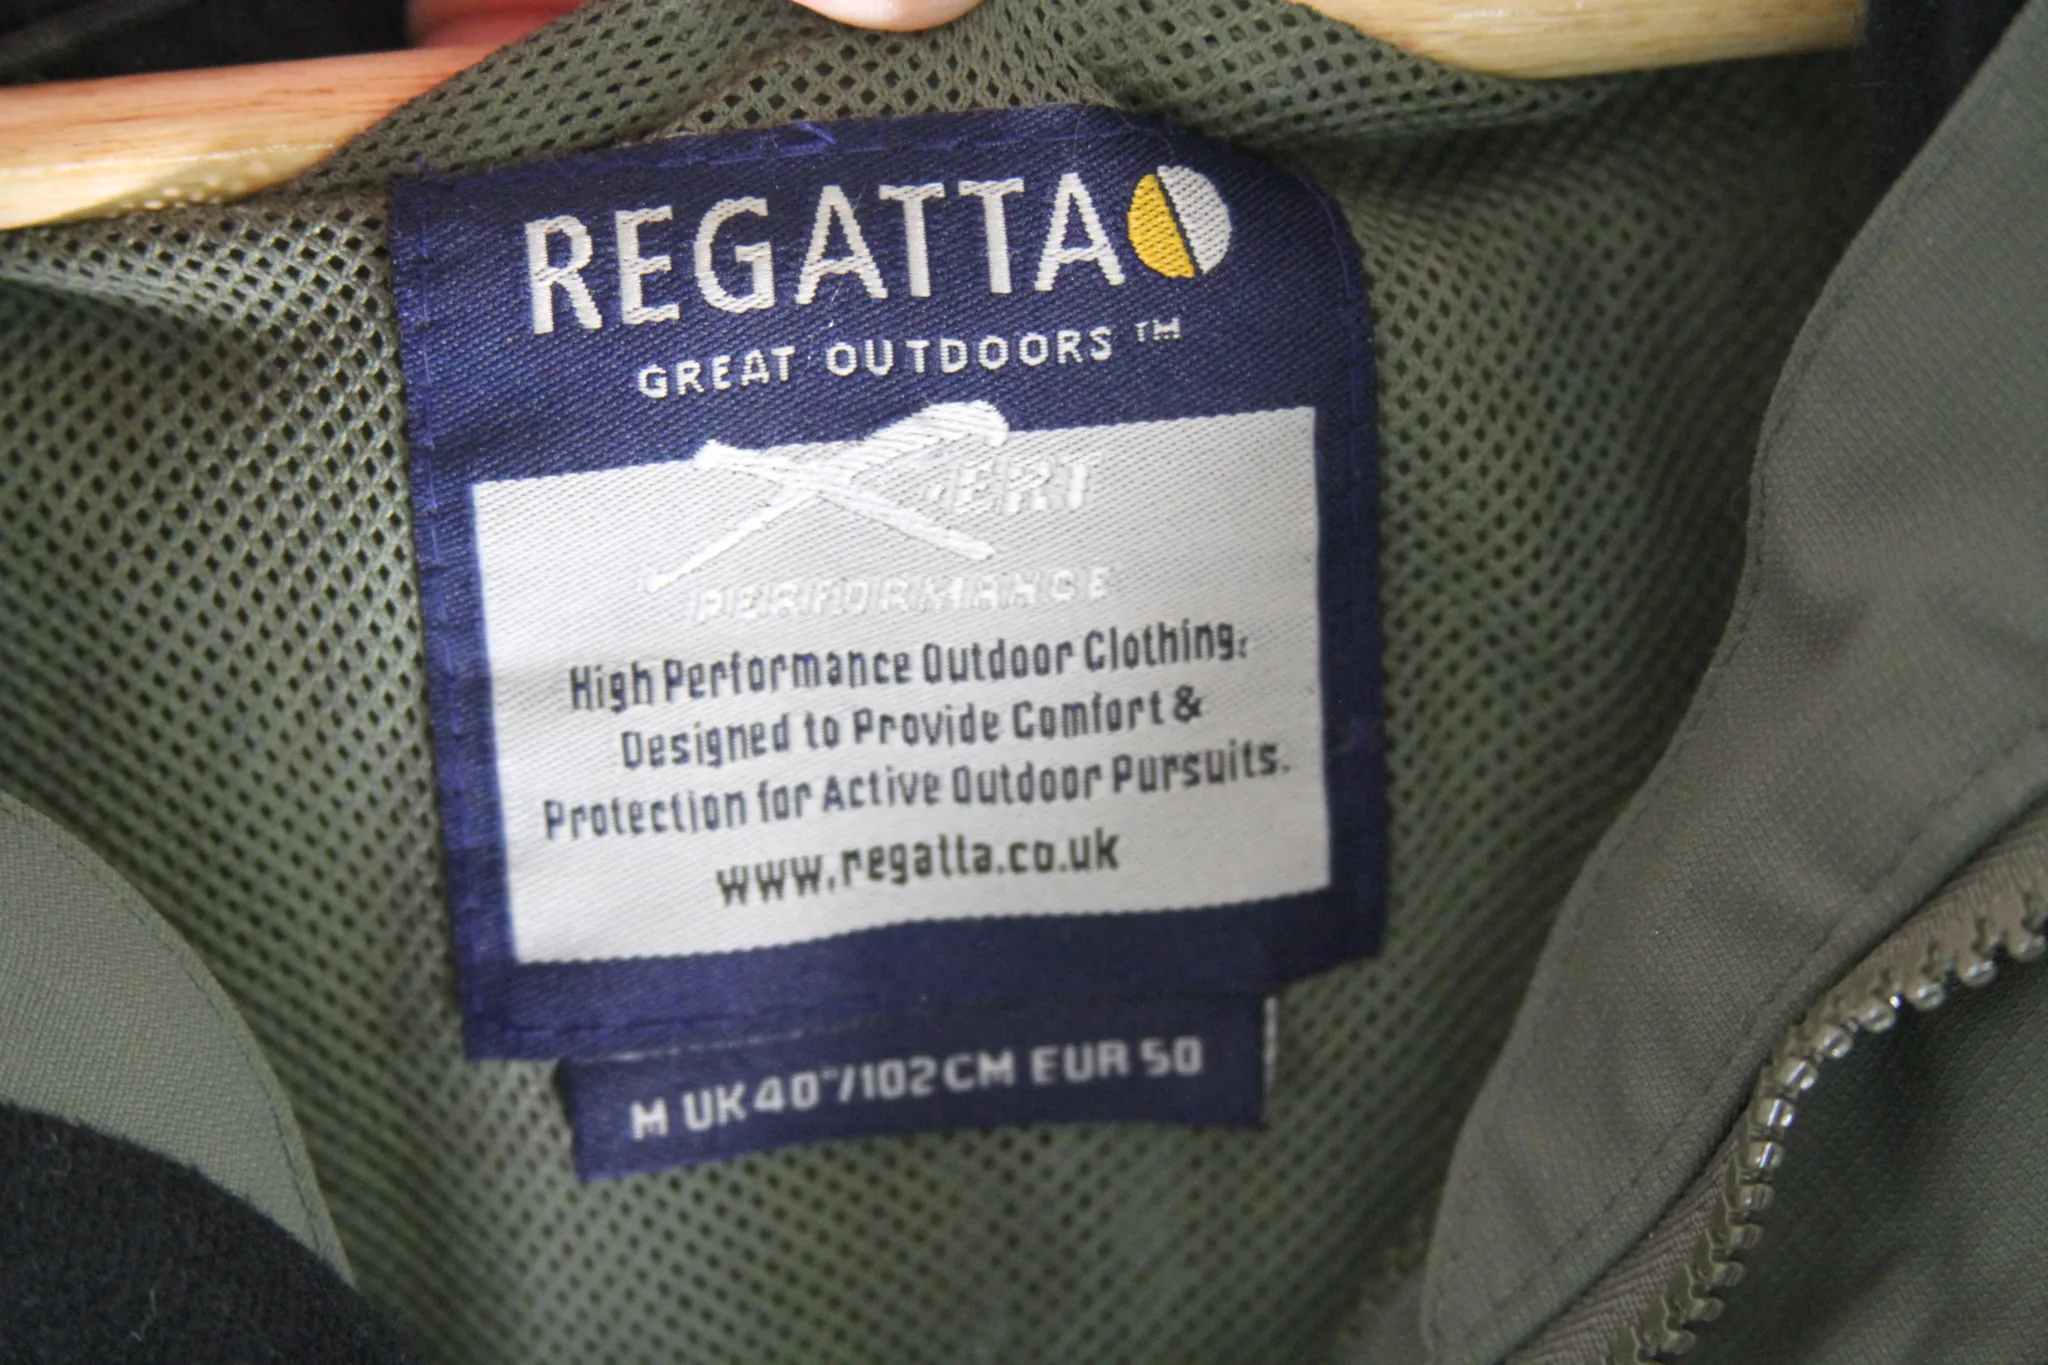 REGATTA
GREAT OUTDOORS ™
XERT
PERFORMANCE
High Performance Outdoor Clothing.
Designed to Provide Comfort &
Protection for Active Outdoor Pursuits.
www.regatta.co.uk
M UK 40"/102CM EUR 50